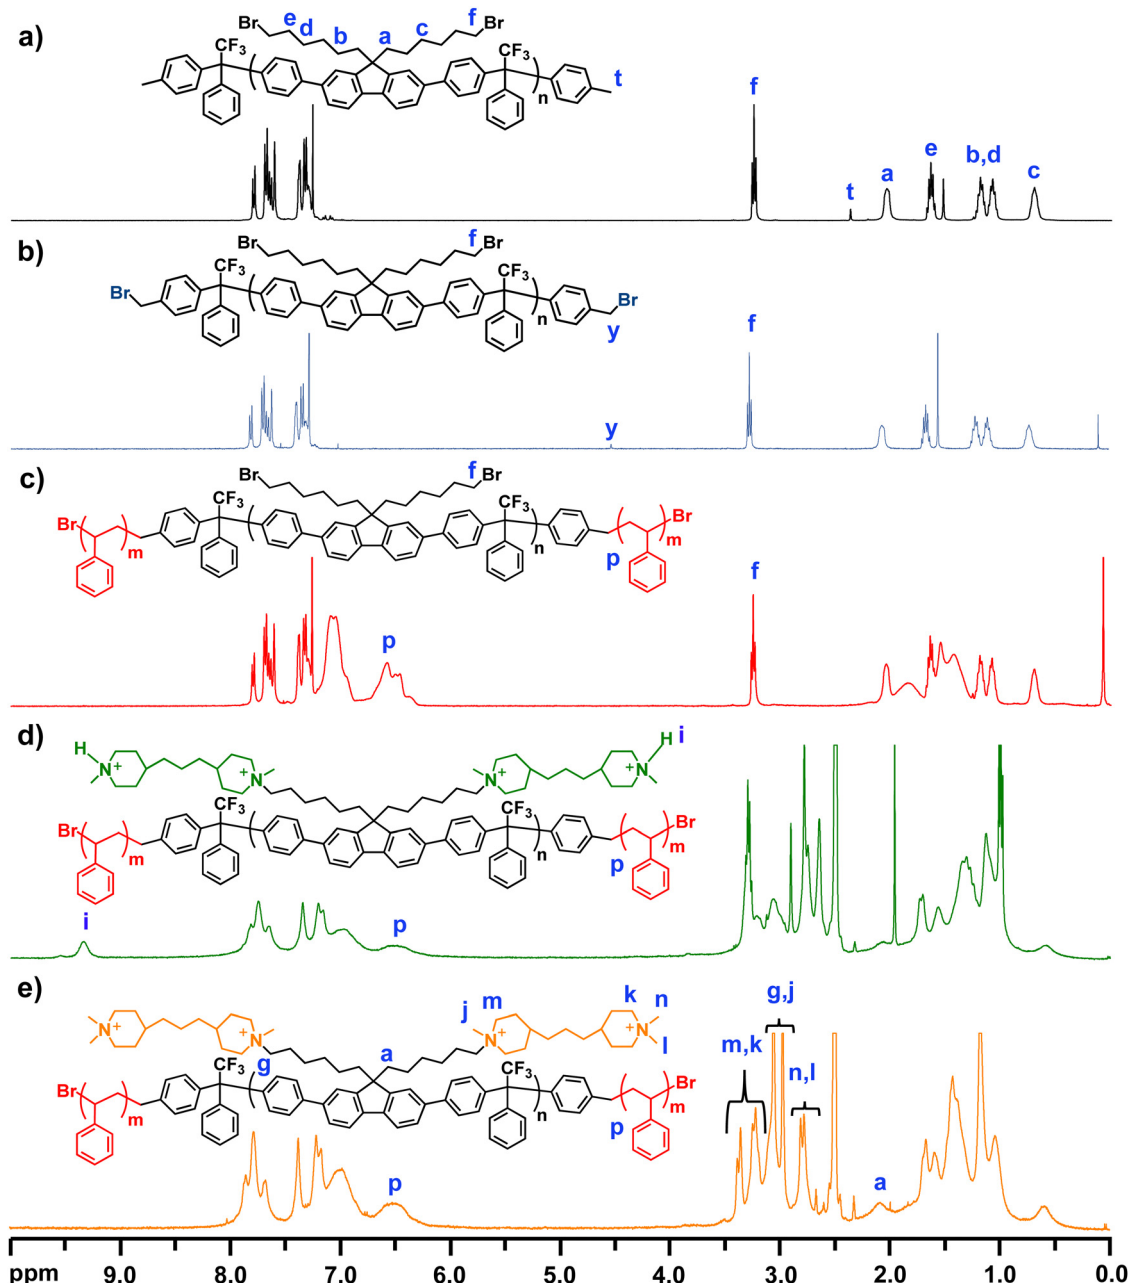 a)
Br e d b a c f Br
CF3 CF3
n t
f
e b,d
t a c
b)
Br f Br
CF3 CF3
Br Br
n
y
f
y
c)
Br f Br
CF3 CF3
Br Br
m n p m
f
p
d)
H H i
N+ N+ N+ N+
CF3 CF3
Br Br
m n p m
i p
e)
j m k n
N+ N+ N+ N+
l
g a
CF3 CF3
Br Br
m n p m
g,j
m,k
n,l
p a
ppm 9.0 8.0 7.0 6.0 5.0 4.0 3.0 2.0 1.0 0.0